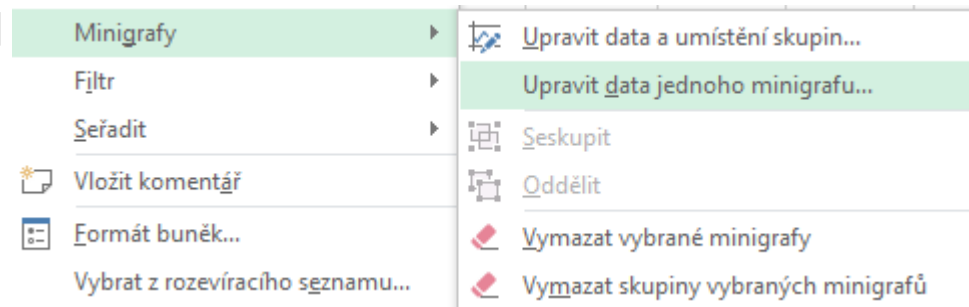 Minigrafy
Filtr
Seřadit
Vložit komentář
Formát buněk...
Vybrat z rozevíracího seznamu...
Upravit data a umístění skupin...
Upravit data jednoho minigrafu...
Seskupit
Oddělit
Vymazat vybrané minigrafy
Vymazat skupiny vybraných minigrafů